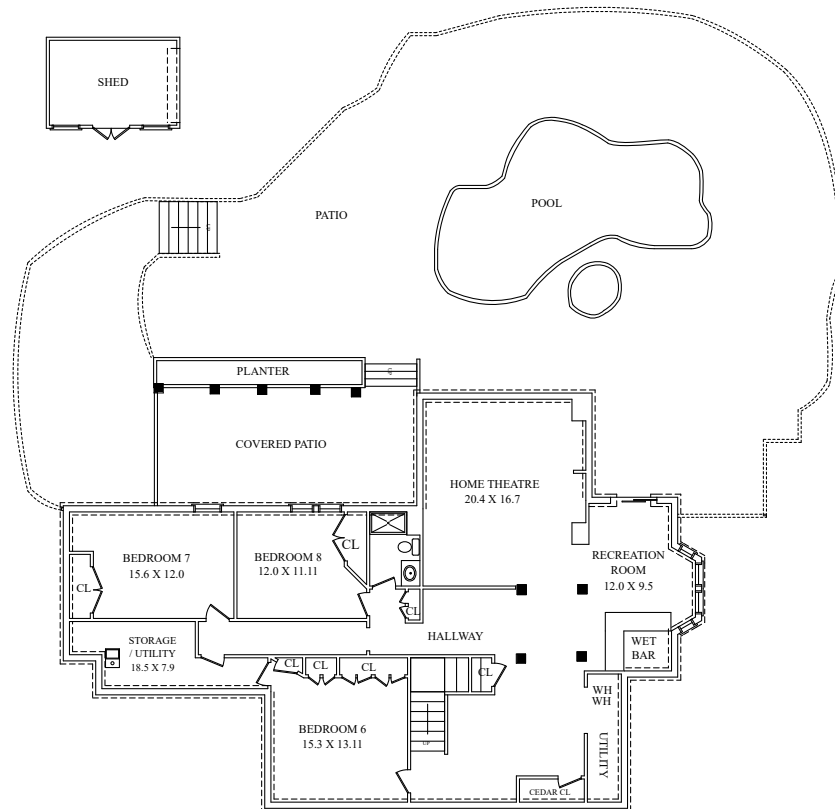 SHED
PATIO
POOL
UP
UP
PLANTER
COVERED PATIO
HOME THEATRE
20.4 X 16.7
BEDROOM 7
15.6 X 12.0
BEDROOM 8
12.0 X 11.11
CL
CL
RECREATION
ROOM
12.0 X 9.5
CL
HALLWAY
STORAGE
/ UTILITY
18.5 X 7.9
WET
BAR
CL
CL
CL
CL
WH
WH
BEDROOM 6
15.3 X 13.11
UP
UTILITY
CEDAR CL